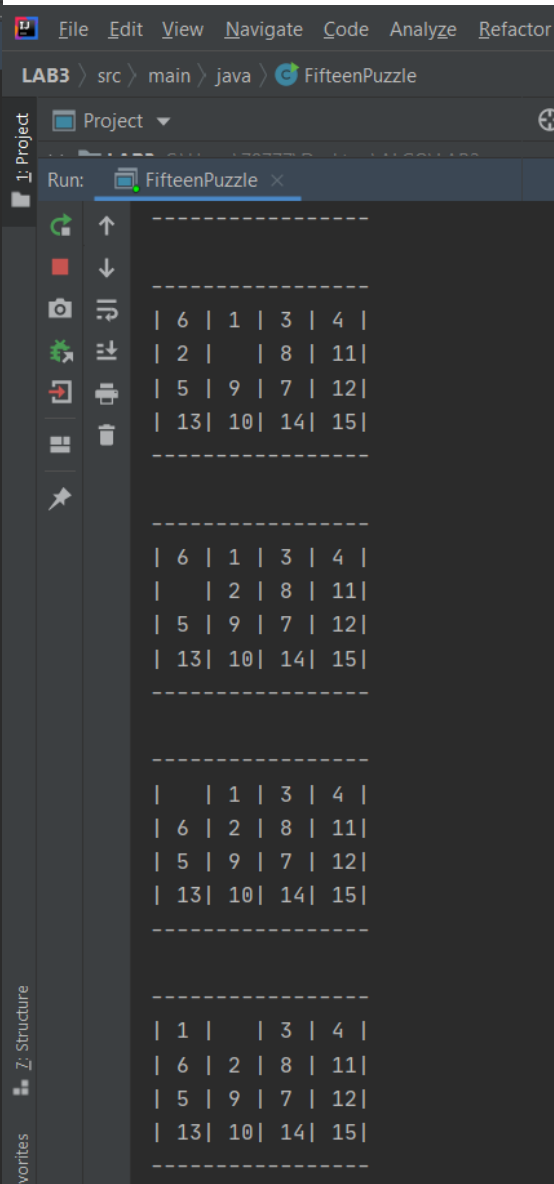 File Edit View Navigate Code Analyze Refactor
LAB3 src main java FifteenPuzzle
1: Project
Project
Run: FifteenPuzzle
-----------------
-----------------
| 6 | 1 | 3 | 4 |
| 2 |   | 8 | 11|
| 5 | 9 | 7 | 12|
| 13| 10| 14| 15|
-----------------
-----------------
| 6 | 1 | 3 | 4 |
|   | 2 | 8 | 11|
| 5 | 9 | 7 | 12|
| 13| 10| 14| 15|
-----------------
-----------------
|   | 1 | 3 | 4 |
| 6 | 2 | 8 | 11|
| 5 | 9 | 7 | 12|
| 13| 10| 14| 15|
-----------------
-----------------
| 1 |   | 3 | 4 |
| 6 | 2 | 8 | 11|
| 5 | 9 | 7 | 12|
| 13| 10| 14| 15|
-----------------
7: Structure
vorites